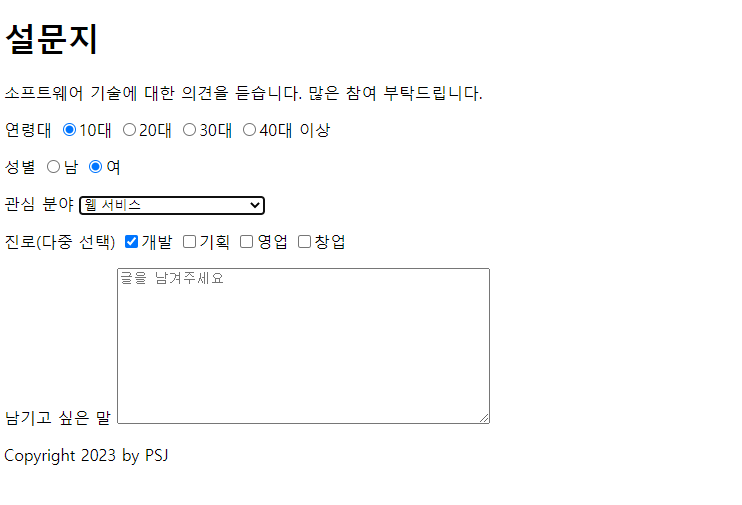 설문지
소프트웨어 기술에 대한 의견을 듣습니다. 많은 참여 부탁드립니다.
연령대 10대 20대 30대 40대 이상
성별 남 여
관심 분야 웹 서비스
진로(다중 선택) 개발 기획 영업 창업
글을 남겨주세요
남기고 싶은 말
Copyright 2023 by PSJ